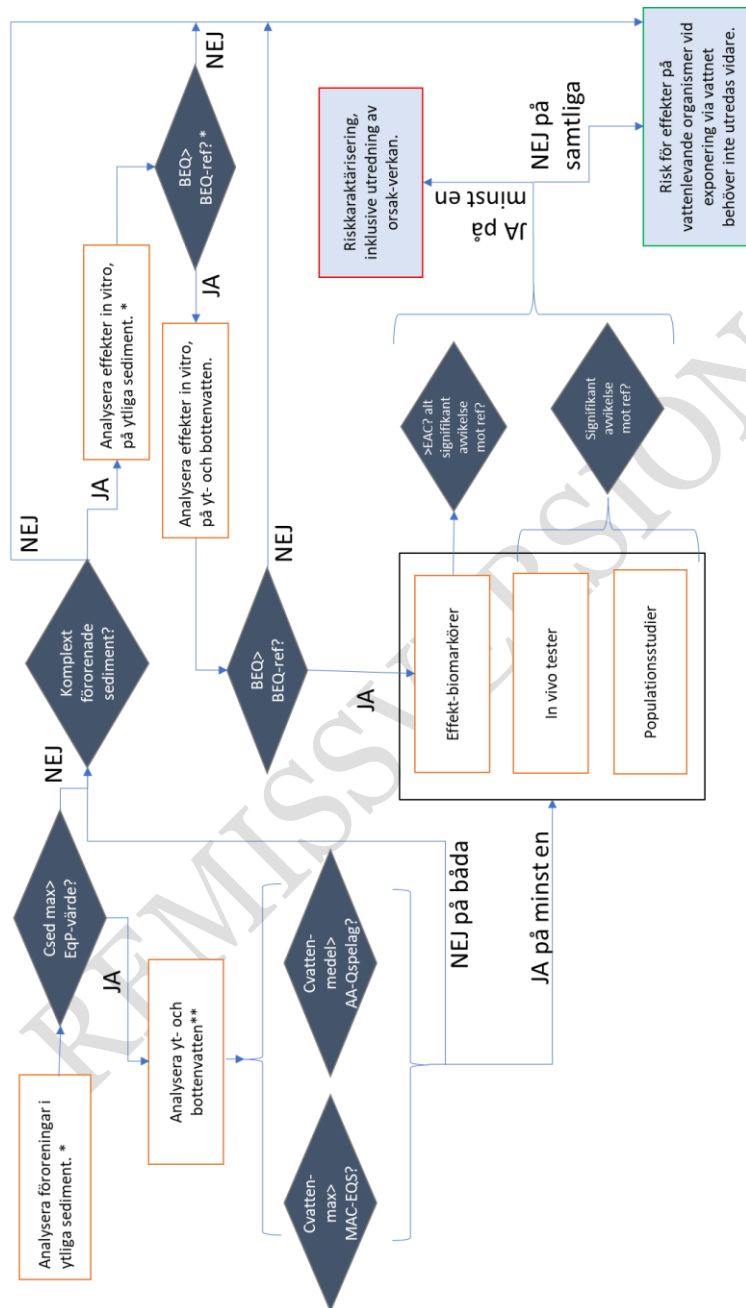 Analysera föroreningar i
ytliga sediment. *
Csed max>
EqP-värde?
JA
NEJ
Analysera yt- och
bottenvatten**
Cvatten-
max>
MAC-EQS?
Cvatten-
medel>
AA-Qspelag?
NEJ på båda
JA på minst en
Komplext
förorenade
sediment?
NEJ
JA
Analysera effekter in vitro,
på ytliga sediment. *
BEQ>
BEQ-ref? *
NEJ
JA
Analysera effekter in vitro,
på yt- och bottenvatten.
BEQ>
BEQ-ref?
NEJ
JA
Effekt-biomarkörer
In vivo tester
Populationsstudier
>EAC? alt
signifikant
avvikelse
mot ref?
Signifikant
avvikelse
mot ref?
JA på
minst en
NEJ på
samtliga
Riskkaraktärisering,
inklusive utredning av
orsak-verkan.
Risk för effekter på
vattenlevande organismer vid
exponering via vattnet
behöver inte utredas vidare.
REMISSVERSION